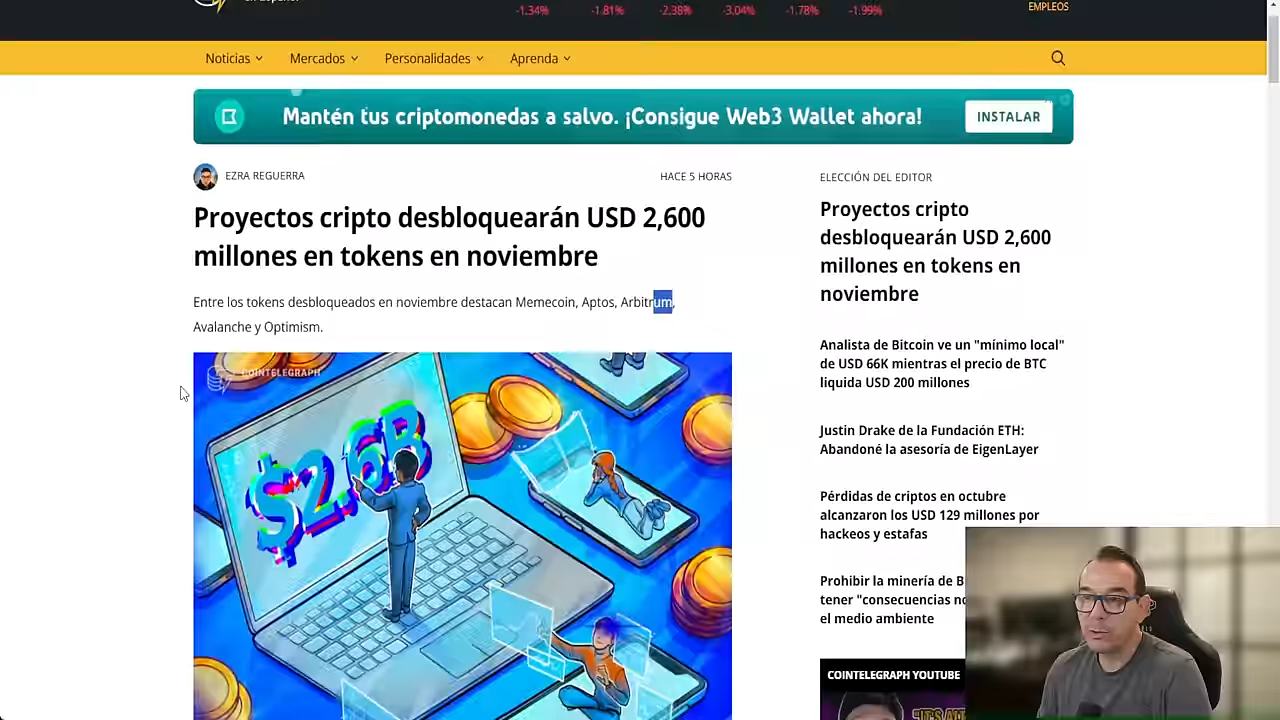 en Español
-1.34% -1.81% -2.38% -3.04% -1.78% -1.99%
EMPLEOS
Noticias Mercados Personalidades Aprenda
Mantén tus criptomonedas a salvo. ¡Consigue Web3 Wallet ahora!
INSTALAR
EZRA REGUERRA
HACE 5 HORAS
Proyectos cripto desbloquearán USD 2,600
millones en tokens en noviembre
Entre los tokens desbloqueados en noviembre destacan Memecoin, Aptos, Arbitrum,
Avalanche y Optimism.
COINTELEGRAPH
$2,6B
ELECCIÓN DEL EDITOR
Proyectos cripto
desbloquearán USD 2,600
millones en tokens en
noviembre
Analista de Bitcoin ve un "mínimo local"
de USD 66K mientras el precio de BTC
liquida USD 200 millones
Justin Drake de la Fundación ETH:
Abandoné la asesoría de EigenLayer
Pérdidas de criptos en octubre
alcanzaron los USD 129 millones por
hackeos y estafas
Prohibir la minería de B
tener "consecuencias no
el medio ambiente
COINTELEGRAPH YOUTUBE